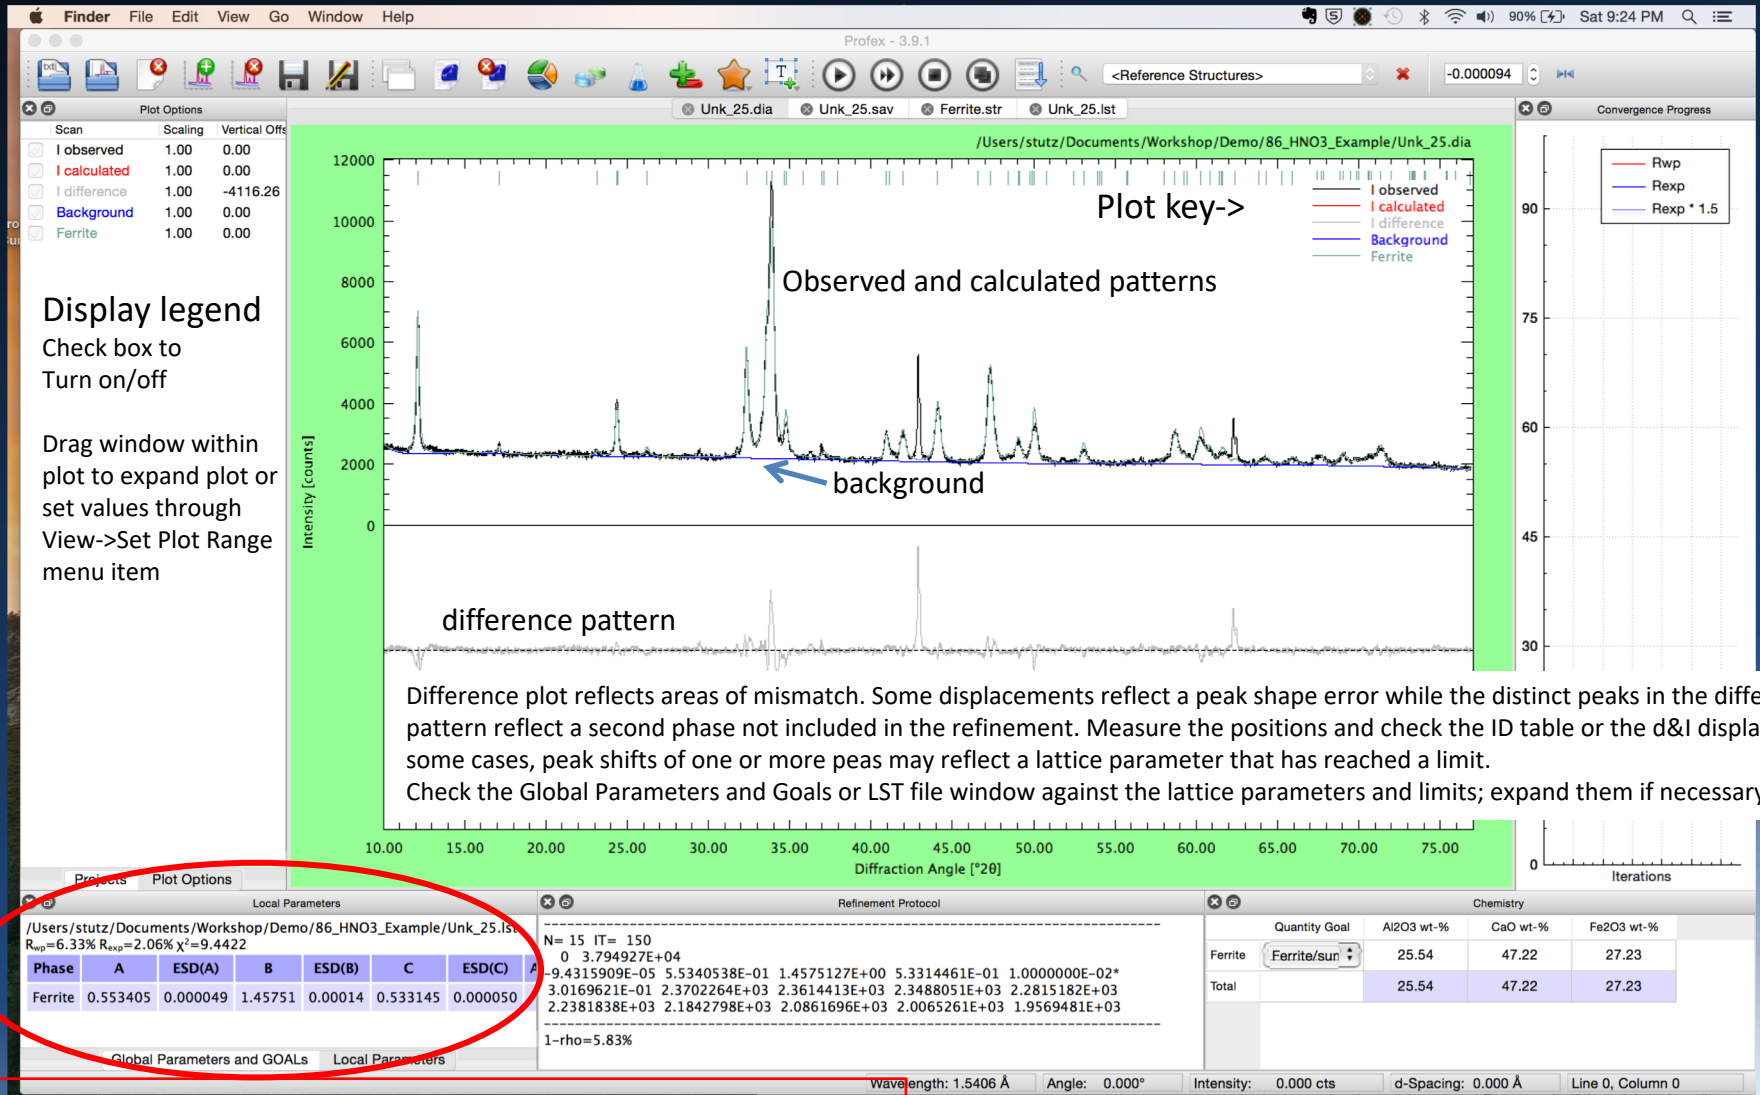 Finder File Edit View Go Window Help
90% Sat 9:24 PM
Profex - 3.9.1
<Reference Structures>
-0.000094
Plot Options
Unk_25.dia Unk_25.sav Ferrite.str Unk_25.lst
Convergence Progress
Scan Scaling Vertical Offs
I observed 1.00 0.00
I calculated 1.00 0.00
I difference 1.00 -4116.26
Background 1.00 0.00
Ferrite 1.00 0.00
Display legend
Check box to
Turn on/off
Drag window within
plot to expand plot or
set values through
View->Set Plot Range
menu item
/Users/stutz/Documents/Workshop/Demo/86_HNO3_Example/Unk_25.dia
Plot key->
I observed
I calculated
I difference
Background
Ferrite
Observed and calculated patterns
background
difference pattern
12000
10000
8000
6000
4000
2000
0
Intensity [counts]
Rwp
Rexp
Rexp * 1.5
90
75
60
45
30
0
Iterations
Difference plot reflects areas of mismatch. Some displacements reflect a peak shape error while the distinct peaks in the diffe
pattern reflect a second phase not included in the refinement. Measure the positions and check the ID table or the d&I displa
some cases, peak shifts of one or more peas may reflect a lattice parameter that has reached a limit.
Check the Global Parameters and Goals or LST file window against the lattice parameters and limits; expand them if necessary
10.00 15.00 20.00 25.00 30.00 35.00 40.00 45.00 50.00 55.00 60.00 65.00 70.00 75.00
Diffraction Angle [°2θ]
Projects Plot Options
Local Parameters
/Users/stutz/Documents/Workshop/Demo/86_HNO3_Example/Unk_25.lst
Rwp=6.33% Rexp=2.06% χ²=9.4422
Phase A ESD(A) B ESD(B) C ESD(C) A
Ferrite 0.553405 0.000049 1.45751 0.00014 0.533145 0.000050
Global Parameters and GOALs Local Parameters
Refinement Protocol
N= 15 IT= 150
0 3.794927E+04
-9.4315909E-05 5.5340538E-01 1.4575127E+00 5.3314461E-01 1.0000000E-02*
3.0169621E-01 2.3702264E+03 2.3614413E+03 2.3488051E+03 2.2815182E+03
2.2381838E+03 2.1842798E+03 2.0861696E+03 2.0065261E+03 1.9569481E+03
1-rho=5.83%
Chemistry
Quantity Goal Al2O3 wt-% CaO wt-% Fe2O3 wt-%
Ferrite Ferrite/sum 25.54 47.22 27.23
Total 25.54 47.22 27.23
Wavelength: 1.5406 Å Angle: 0.000° Intensity: 0.000 cts d-Spacing: 0.000 Å Line 0, Column 0